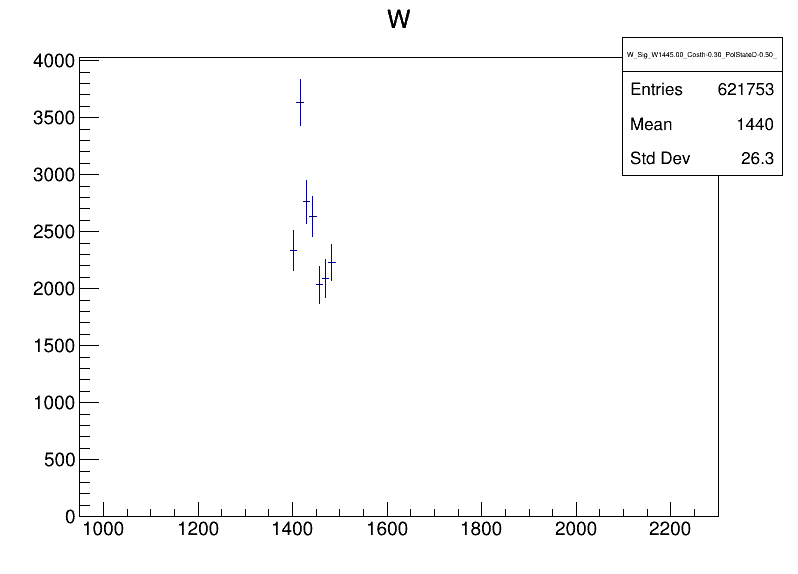 W
W_Sig_W1445.00_Costh-0.30_PolStateD-0.50_
Entries 621753
Mean 1440
Std Dev 26.3
4000
3500
3000
2500
2000
1500
1000
500
0
1000 1200 1400 1600 1800 2000 2200